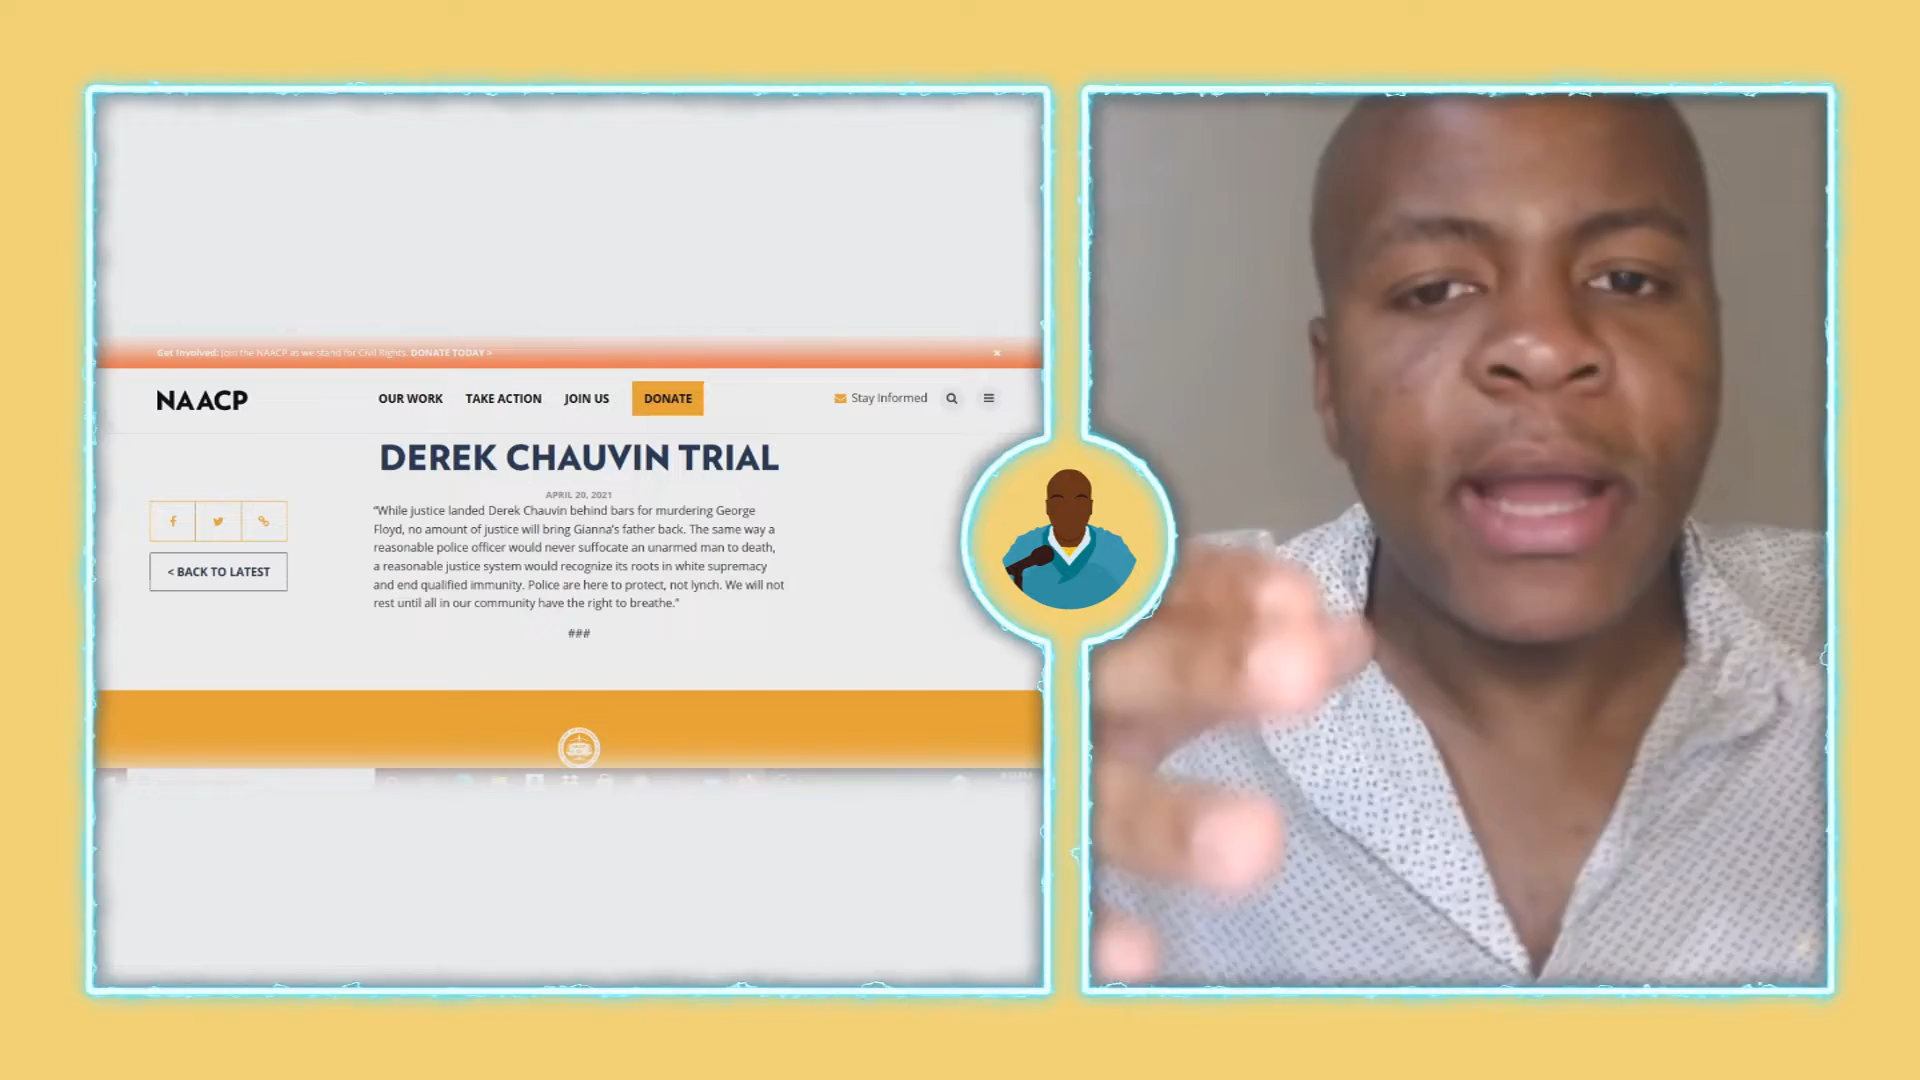 Get Involved: Join the NAACP as we stand for Civil Rights. DONATE TODAY >
NAACP
OUR WORK TAKE ACTION JOIN US DONATE Stay Informed
DEREK CHAUVIN TRIAL
APRIL 20, 2021
“While justice landed Derek Chauvin behind bars for murdering George
Floyd, no amount of justice will bring Gianna’s father back. The same way a
reasonable police officer would never suffocate an unarmed man to death,
a reasonable justice system would recognize its roots in white supremacy
and end qualified immunity. Police are here to protect, not lynch. We will not
rest until all in our community have the right to breathe.”
###
< BACK TO LATEST